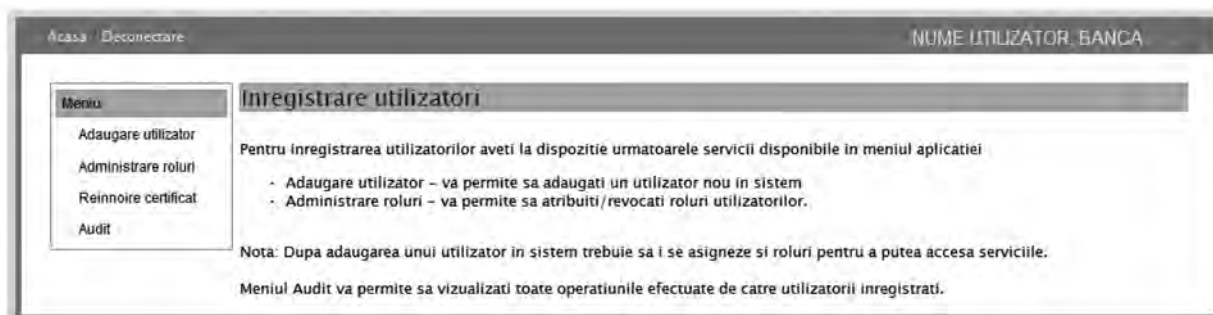 Acasa Deconectare
NUME UTILIZATOR, BANCA
Meniu
Adaugare utilizator
Administrare roluri
Reinnoire certificat
Audit
Inregistrare utilizatori
Pentru inregistrarea utilizatorilor aveti la dispozitie urmatoarele servicii disponibile in meniul aplicatiei
- Adaugare utilizator – va permite sa adaugati un utilizator nou in sistem
- Administrare roluri – va permite sa atribuiti/revocati roluri utilizatorilor.
Nota: Dupa adaugarea unui utilizator in sistem trebuie sa i se asigneze si roluri pentru a putea accesa serviciile.
Meniul Audit va permite sa vizualizati toate operatiunile efectuate de catre utilizatorii inregistrati.